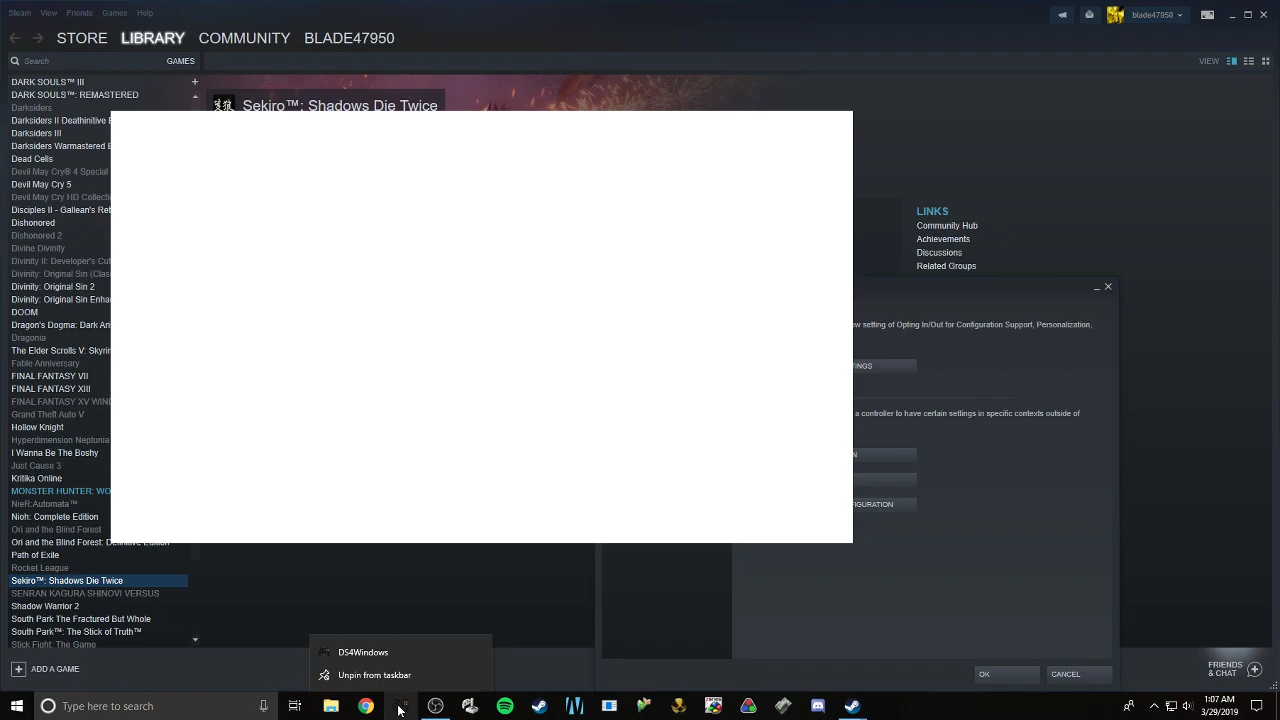 Steam View Friends Games Help
blade47950
STORE LIBRARY COMMUNITY BLADE47950
Search GAMES
VIEW
DARK SOULS™ III
DARK SOULS™: REMASTERED
Darksiders
Darksiders II Deathinitive E
Darksiders III
Darksiders Warmastered E
Dead Cells
Devil May Cry® 4 Special
Devil May Cry 5
Devil May Cry HD Collecti
Disciples II - Gallean's Ret
Dishonored
Dishonored 2
Divine Divinity
Divinity II: Developer's Cut
Divinity: Original Sin (Clas
Divinity: Original Sin 2
Divinity: Original Sin Enha
DOOM
Dragon's Dogma: Dark Ari
Dragonia
The Elder Scrolls V: Skyrir
Fable Anniversary
FINAL FANTASY VII
FINAL FANTASY XIII
FINAL FANTASY XV WIND
Grand Theft Auto V
Hollow Knight
Hyperdimension Neptunia
I Wanna Be The Boshy
Just Cause 3
Kritika Online
MONSTER HUNTER: WO
NieR:Automata™
Nioh: Complete Edition
Ori and the Blind Forest
Ori and the Blind Forest: Definitive Edition
Path of Exile
Rocket League
Sekiro™: Shadows Die Twice
SENRAN KAGURA SHINOVI VERSUS
Shadow Warrior 2
South Park The Fractured But Whole
South Park™: The Stick of Truth™
Stick Fight: The Game
ADD A GAME
Sekiro™: Shadows Die Twice
LINKS
Community Hub
Achievements
Discussions
Related Groups
ow setting of Opting In/Out for Configuration Support, Personalization,
TINGS
a controller to have certain settings in specific contexts outside of
N
FIGURATION
OK CANCEL
FRIENDS
& CHAT
DS4Windows
Unpin from taskbar
Type here to search
1:07 AM
3/29/2019